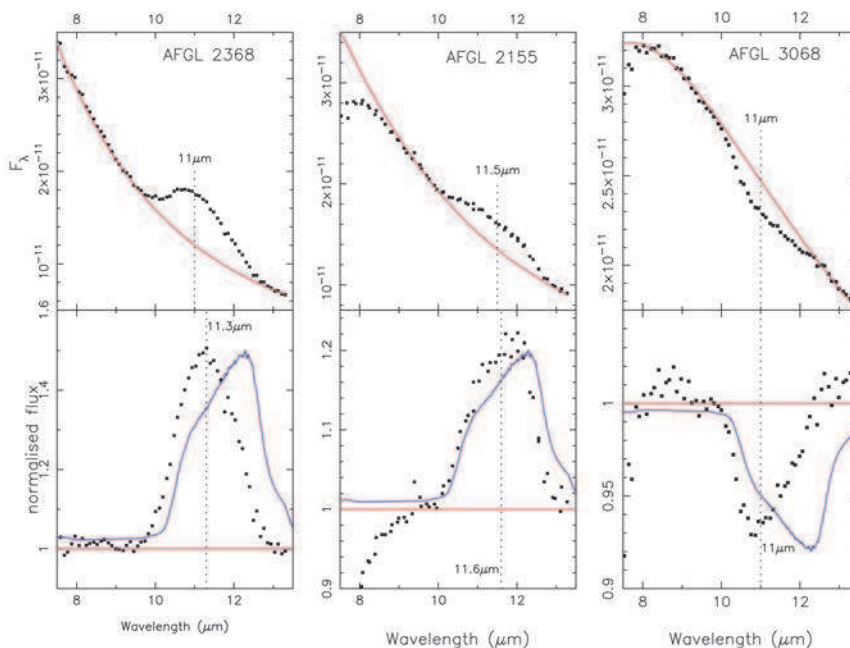 8 10 12
8 10 12
8 10 12
AFGL 2368
AFGL 2155
AFGL 3068
11μm
11.5μm
11μm
F_λ
3×10⁻¹¹
2×10⁻¹¹
10⁻¹¹
3×10⁻¹¹
2×10⁻¹¹
10⁻¹¹
3×10⁻¹¹
2.5×10⁻¹¹
2×10⁻¹¹
normalised flux
1.6
1.4
1.2
1
11.3μm
1.2
1.1
1
0.9
11.6μm
1
0.95
0.9
11μm
8 10 12
8 10 12
8 10 12
Wavelength (μm)
Wavelength (μm)
Wavelength (μm)